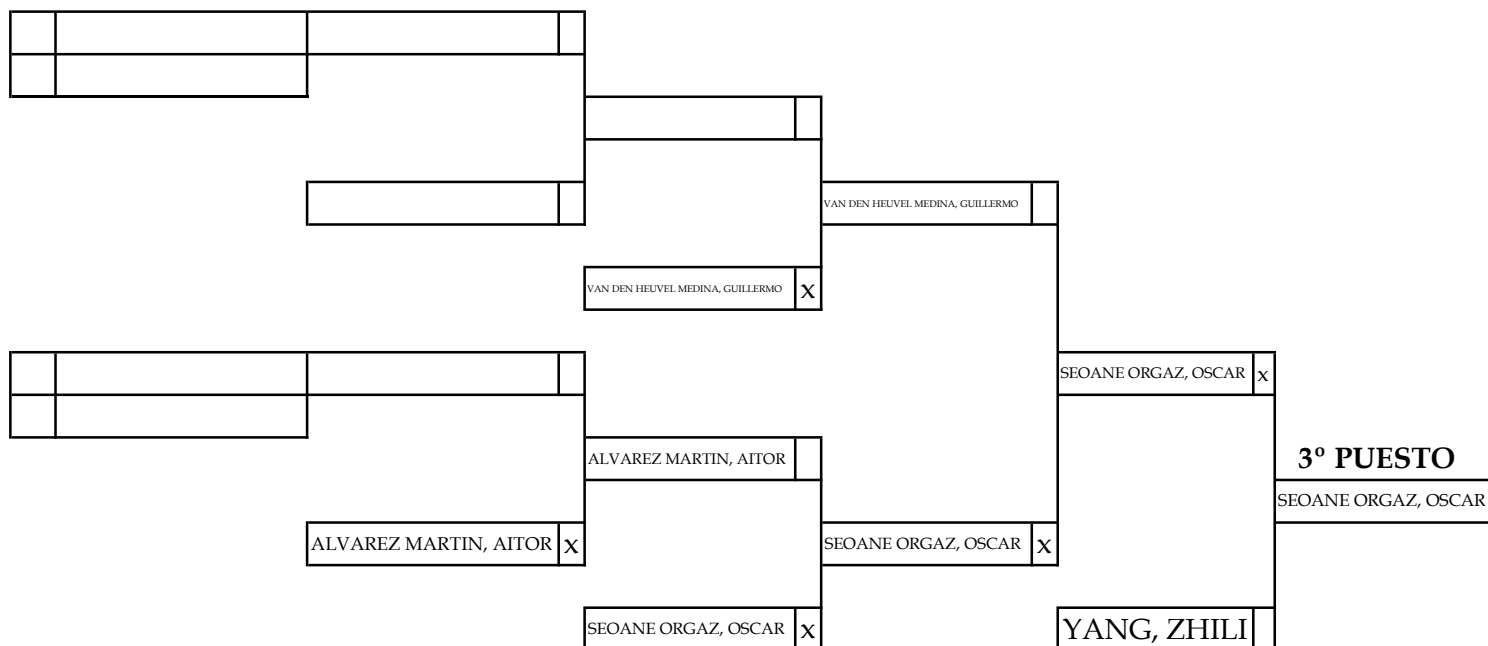 VAN DEN HEUVEL MEDINA, GUILLERMO
VAN DEN HEUVEL MEDINA, GUILLERMO x
SEOANE ORGAZ, OSCAR x
ALVAREZ MARTIN, AITOR
3º PUESTO
SEOANE ORGAZ, OSCAR
ALVAREZ MARTIN, AITOR x
SEOANE ORGAZ, OSCAR x
SEOANE ORGAZ, OSCAR x
YANG, ZHILI